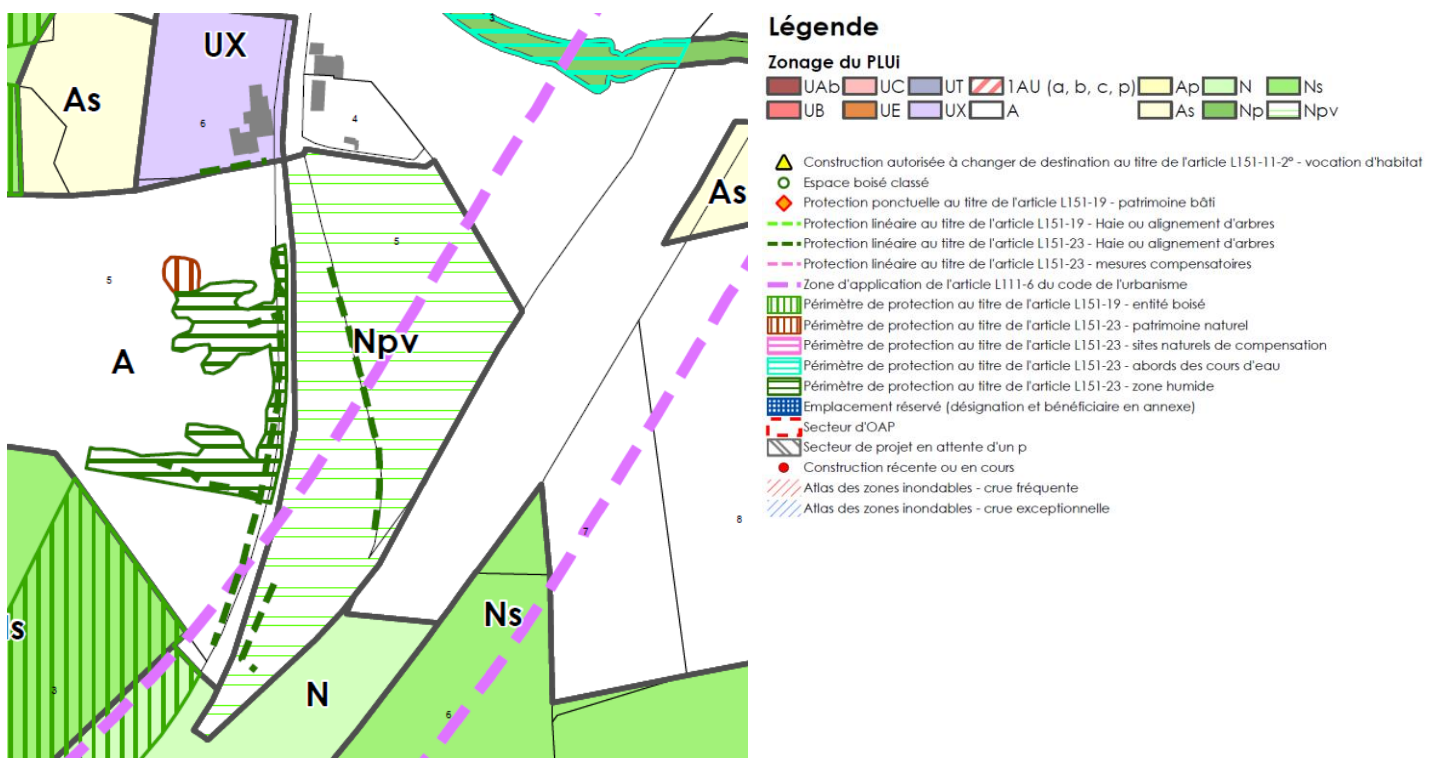 3
UX
As
6
4
5
As
5
Npv
A
8
7
Ns
s
3
N
6
Légende
Zonage du PLUi
UAb UC UT 1AU (a, b, c, p) Ap N Ns
UB UE UX A As Np Npv
Construction autorisée à changer de destination au titre de l'article L151-11-2° - vocation d'habitat
Espace boisé classé
Protection ponctuelle au titre de l'article L151-19 - patrimoine bâti
Protection linéaire au titre de l'article L151-19 - Haie ou alignement d'arbres
Protection linéaire au titre de l'article L151-23 - Haie ou alignement d'arbres
Protection linéaire au titre de l'article L151-23 - mesures compensatoires
Zone d'application de l'article L111-6 du code de l'urbanisme
Périmètre de protection au titre de l'article L151-19 - entité boisé
Périmètre de protection au titre de l'article L151-23 - patrimoine naturel
Périmètre de protection au titre de l'article L151-23 - sites naturels de compensation
Périmètre de protection au titre de l'article L151-23 - abords des cours d'eau
Périmètre de protection au titre de l'article L151-23 - zone humide
Emplacement réservé (désignation et bénéficiaire en annexe)
Secteur d'OAP
Secteur de projet en attente d'un p
Construction récente ou en cours
Atlas des zones inondables - crue fréquente
Atlas des zones inondables - crue exceptionnelle